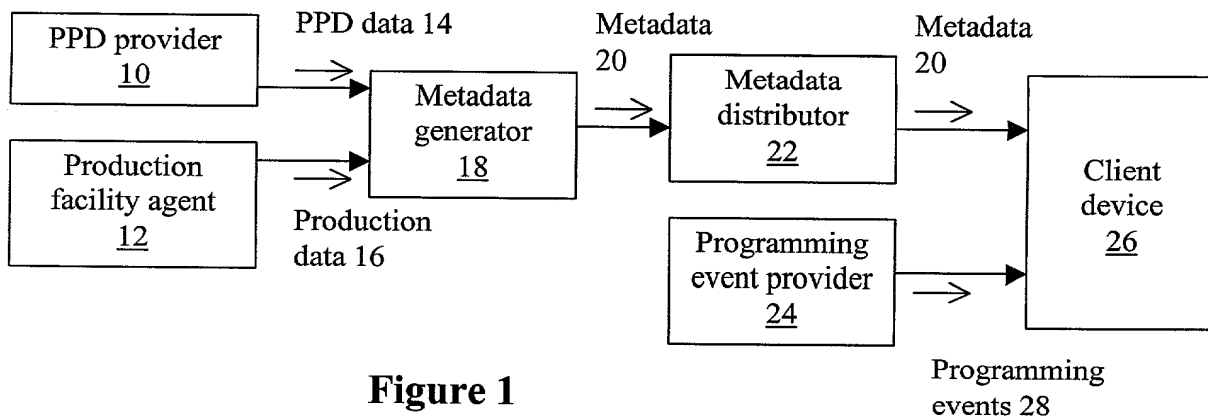 PPD provider
10
PPD data 14
Production
facility agent
12
Production
data 16
Metadata
generator
18
Metadata
20
Metadata
distributor
22
Metadata
20
Programming
event provider
24
Programming
events 28
Client
device
26
Figure 1